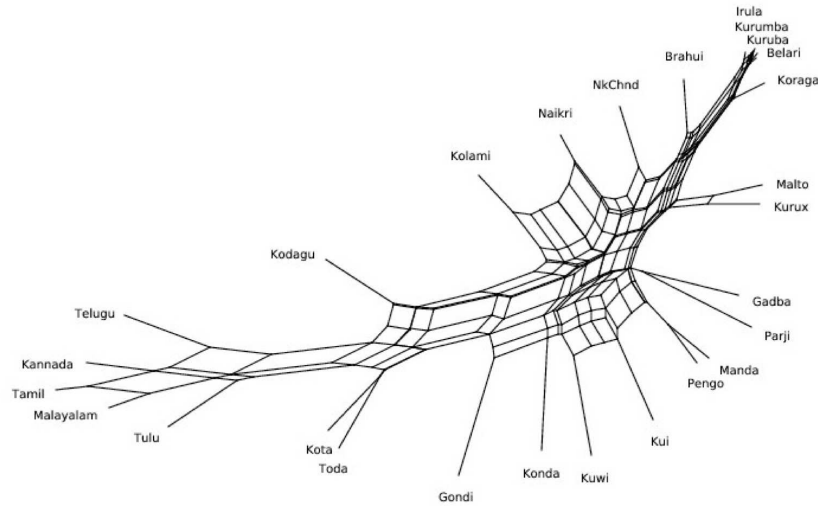 Irula
Kurumba
Kuruba
Belari
Brahui
Koraga
NkChnd
Naikri
Kolami
Malto
Kurux
Kodagu
Gadba
Telugu
Parji
Kannada
Manda
Pengo
Tamil
Malayalam
Tulu
Kui
Kota
Toda
Konda
Kuwi
Gondi